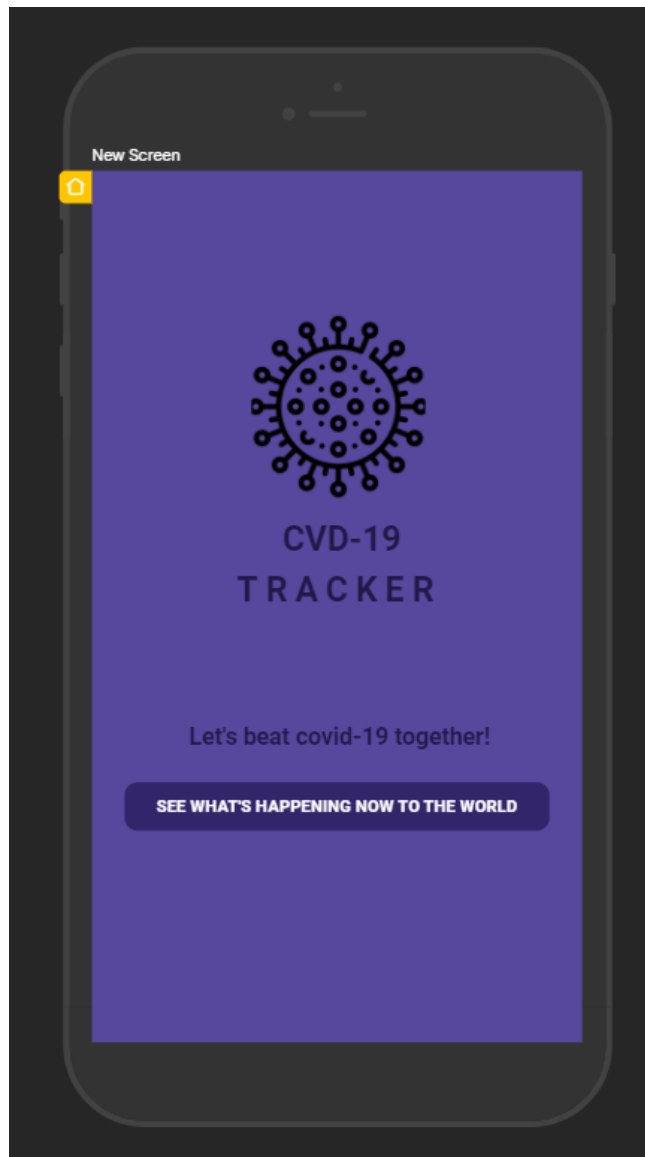 New Screen
CVD-19
TRACKER
Let's beat covid-19 together!
SEE WHAT'S HAPPENING NOW TO THE WORLD